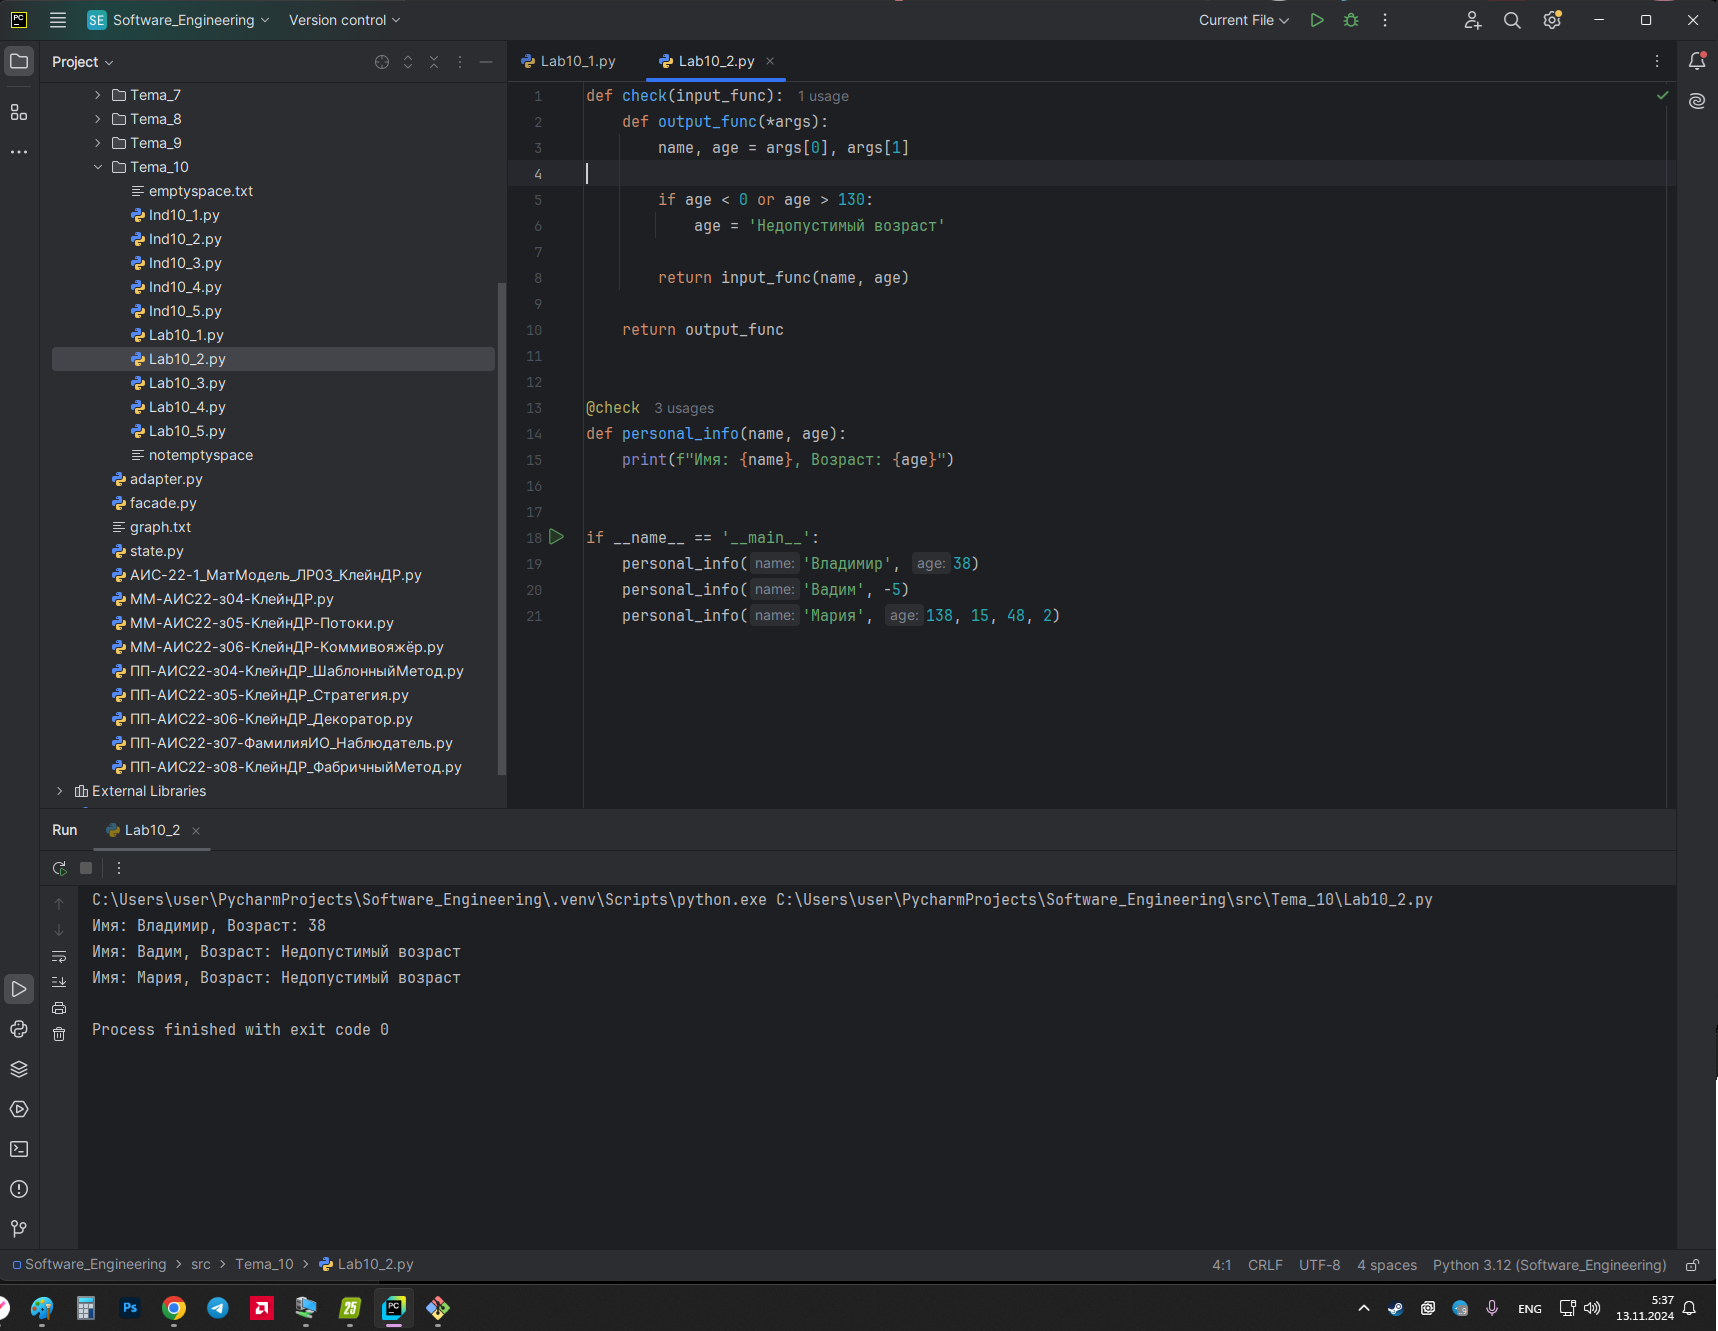 PC SE Software_Engineering Version control Current File
Project
Lab10_1.py Lab10_2.py
Tema_7
Tema_8
Tema_9
Tema_10
emptyspace.txt
Ind10_1.py
Ind10_2.py
Ind10_3.py
Ind10_4.py
Ind10_5.py
Lab10_1.py
Lab10_2.py
Lab10_3.py
Lab10_4.py
Lab10_5.py
notemptyspace
adapter.py
facade.py
graph.txt
state.py
АИС-22-1_МатМодель_ЛР03_КлейнДР.py
ММ-АИС22-з04-КлейнДР.py
ММ-АИС22-з05-КлейнДР-Потоки.py
ММ-АИС22-з06-КлейнДР-Коммивояжёр.py
ПП-АИС22-з04-КлейнДР_ШаблонныйМетод.py
ПП-АИС22-з05-КлейнДР_Стратегия.py
ПП-АИС22-з06-КлейнДР_Декоратор.py
ПП-АИС22-з07-ФамилияИО_Наблюдатель.py
ПП-АИС22-з08-КлейнДР_ФабричныйМетод.py
External Libraries
1 def check(input_func): 1 usage
2 def output_func(*args):
3 name, age = args[0], args[1]
4
5 if age < 0 or age > 130:
6 age = 'Недопустимый возраст'
7
8 return input_func(name, age)
9
10 return output_func
11
12
13 @check 3 usages
14 def personal_info(name, age):
15 print(f"Имя: {name}, Возраст: {age}")
16
17
18 if __name__ == '__main__':
19 personal_info( name: 'Владимир', age: 38)
20 personal_info( name: 'Вадим', -5)
21 personal_info( name: 'Мария', age: 138, 15, 48, 2)
Run Lab10_2
C:\Users\user\PycharmProjects\Software_Engineering\.venv\Scripts\python.exe C:\Users\user\PycharmProjects\Software_Engineering\src\Tema_10\Lab10_2.py
Имя: Владимир, Возраст: 38
Имя: Вадим, Возраст: Недопустимый возраст
Имя: Мария, Возраст: Недопустимый возраст
Process finished with exit code 0
Software_Engineering > src > Tema_10 > Lab10_2.py 4:1 CRLF UTF-8 4 spaces Python 3.12 (Software_Engineering)
Ps 25 PC ENG 5:37
13.11.2024